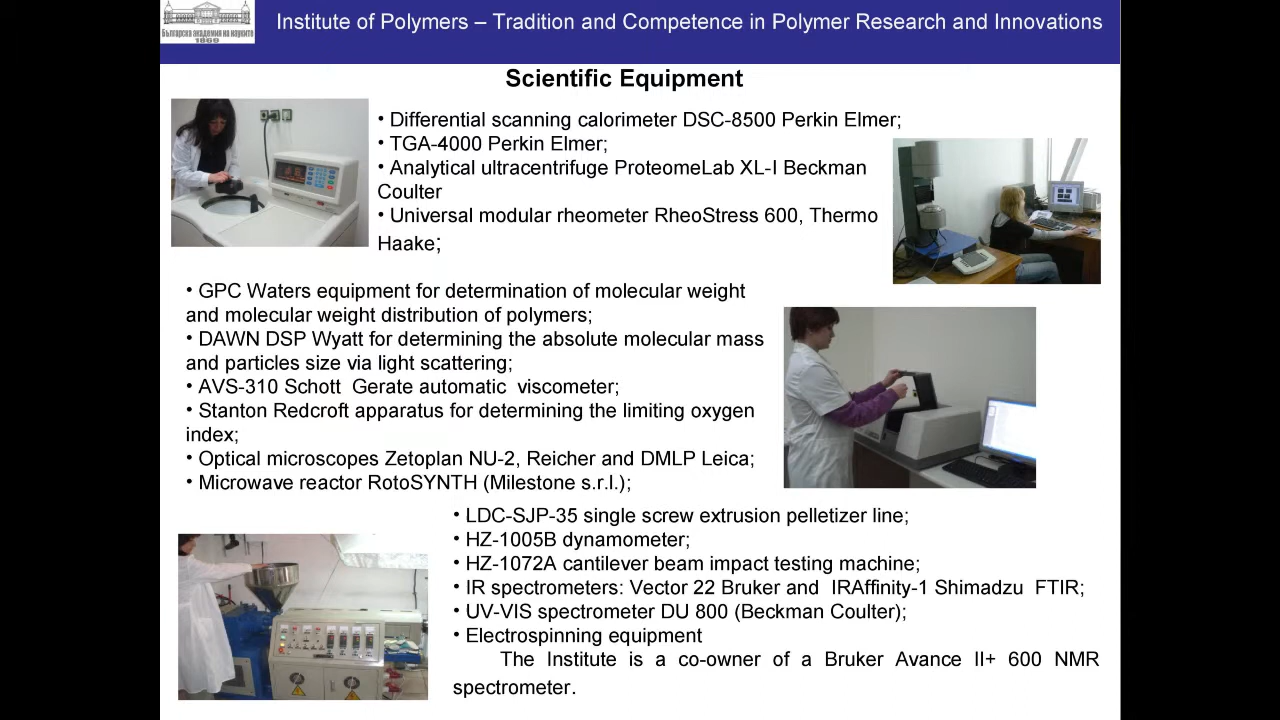 Българска академия на науките
1869
Institute of Polymers – Tradition and Competence in Polymer Research and Innovations
Scientific Equipment
• Differential scanning calorimeter DSC-8500 Perkin Elmer;
• TGA-4000 Perkin Elmer;
• Analytical ultracentrifuge ProteomeLab XL-I Beckman
Coulter
• Universal modular rheometer RheoStress 600, Thermo
Haake;
• GPC Waters equipment for determination of molecular weight
and molecular weight distribution of polymers;
• DAWN DSP Wyatt for determining the absolute molecular mass
and particles size via light scattering;
• AVS-310 Schott Gerate automatic viscometer;
• Stanton Redcroft apparatus for determining the limiting oxygen
index;
• Optical microscopes Zetoplan NU-2, Reicher and DMLP Leica;
• Microwave reactor RotoSYNTH (Milestone s.r.l.);
• LDC-SJP-35 single screw extrusion pelletizer line;
• HZ-1005B dynamometer;
• HZ-1072A cantilever beam impact testing machine;
• IR spectrometers: Vector 22 Bruker and IRAffinity-1 Shimadzu FTIR;
• UV-VIS spectrometer DU 800 (Beckman Coulter);
• Electrospinning equipment
The Institute is a co-owner of a Bruker Avance II+ 600 NMR
spectrometer.